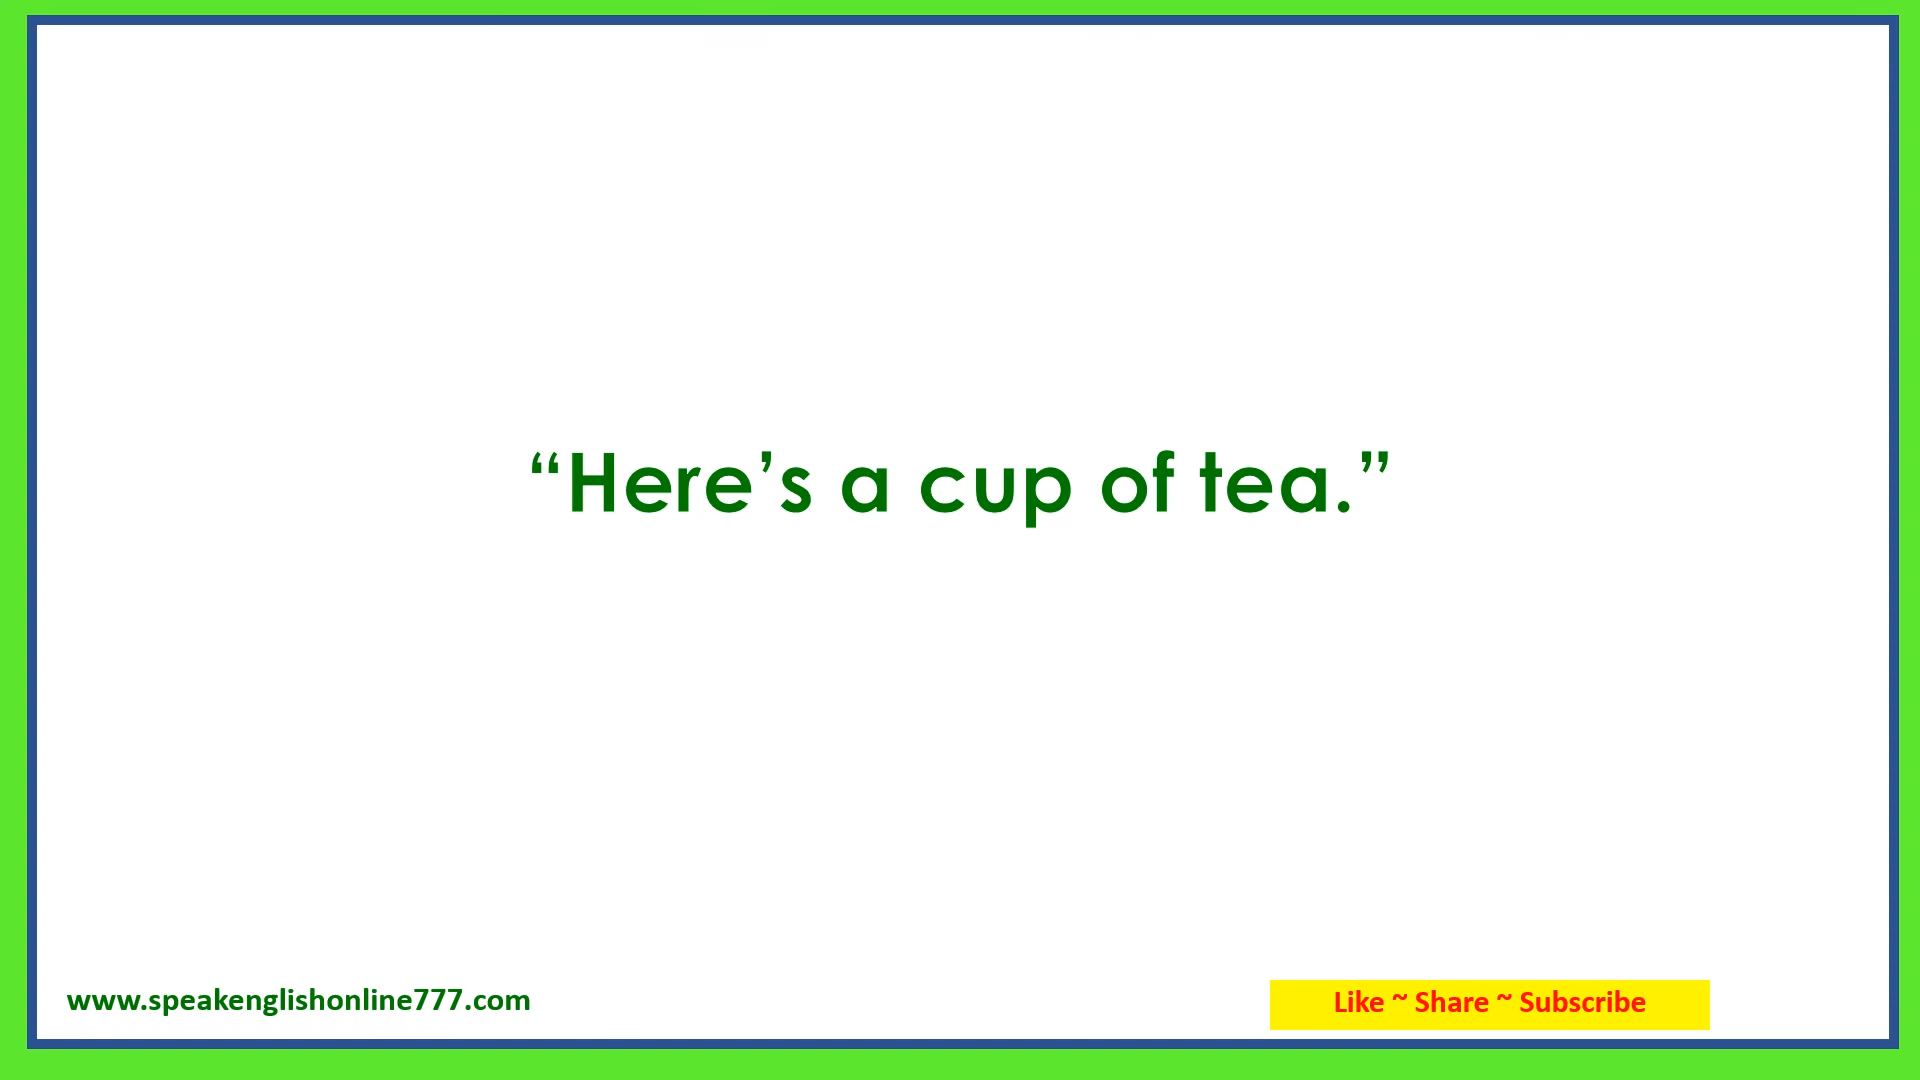 “Here’s a cup of tea.”
www.speakenglishonline777.com
Like ~ Share ~ Subscribe